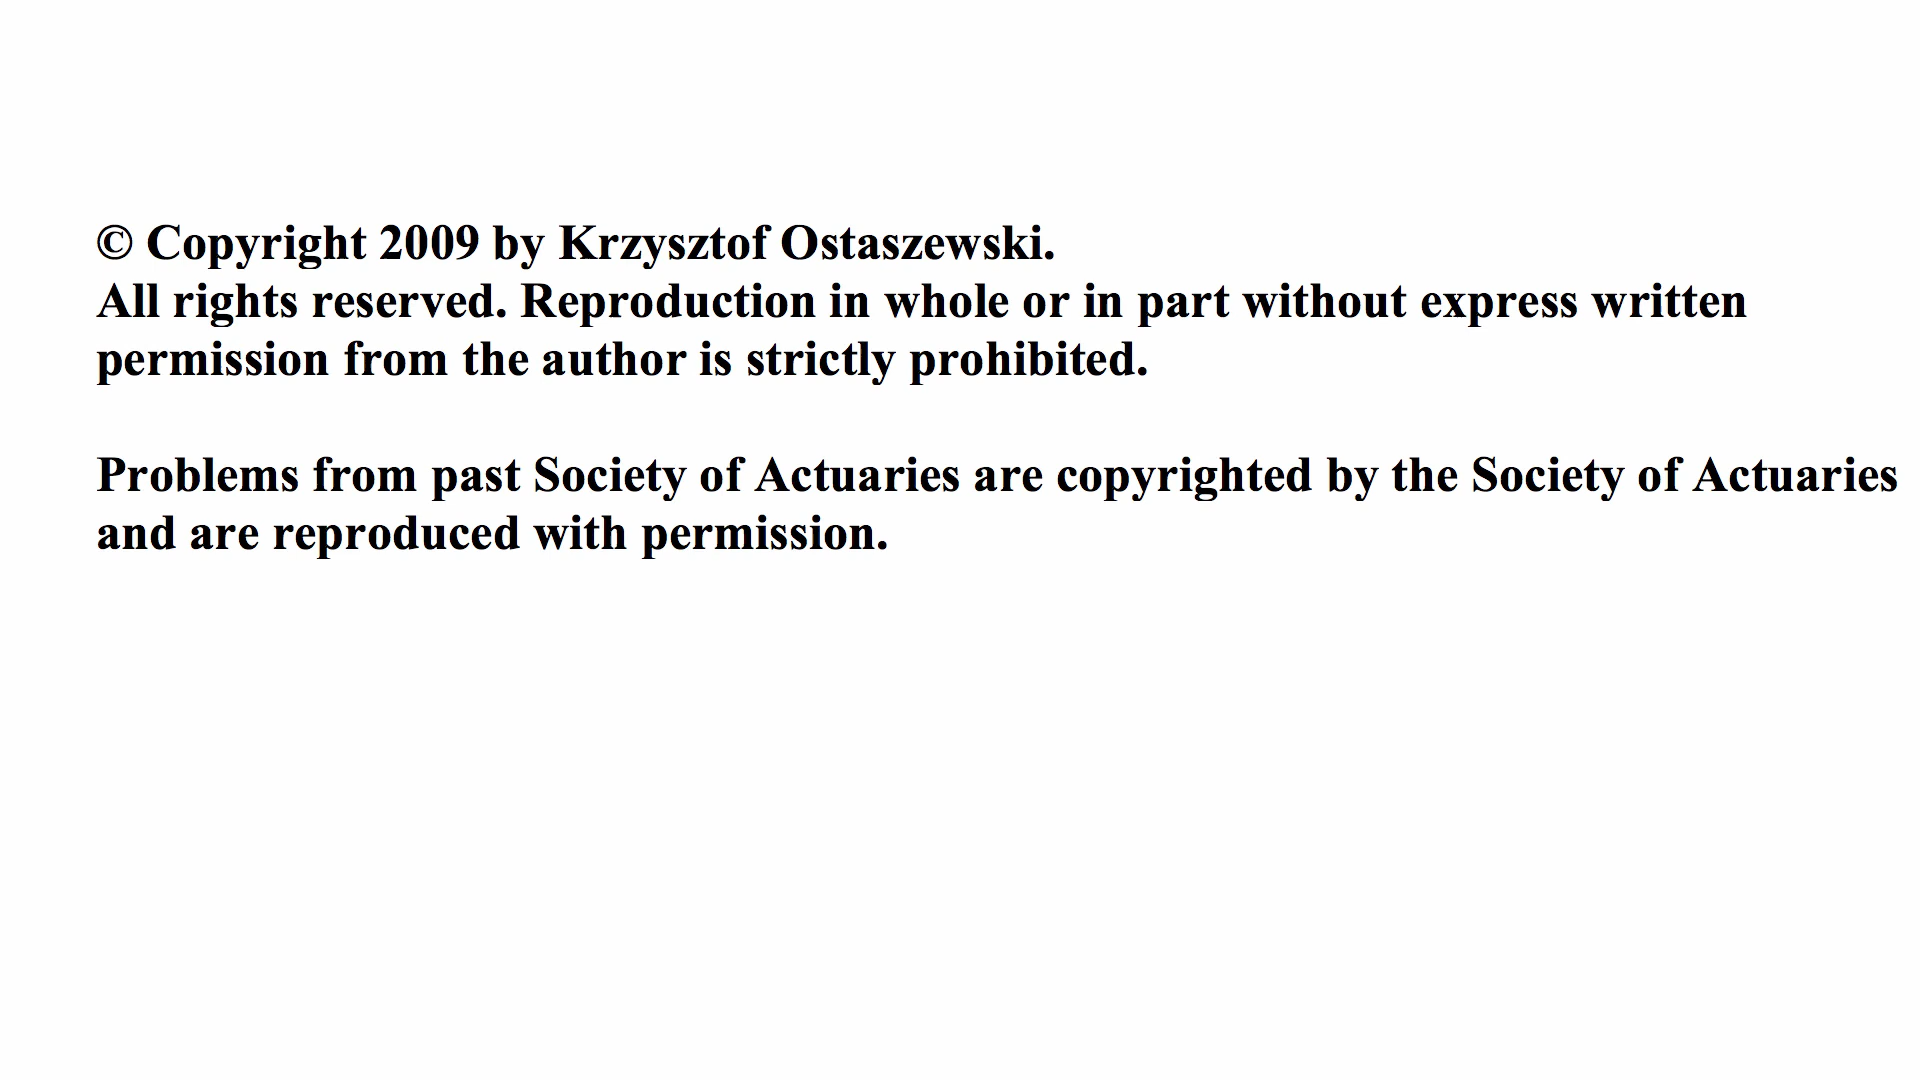 © Copyright 2009 by Krzysztof Ostaszewski.
All rights reserved. Reproduction in whole or in part without express written
permission from the author is strictly prohibited.
Problems from past Society of Actuaries are copyrighted by the Society of Actuaries
and are reproduced with permission.